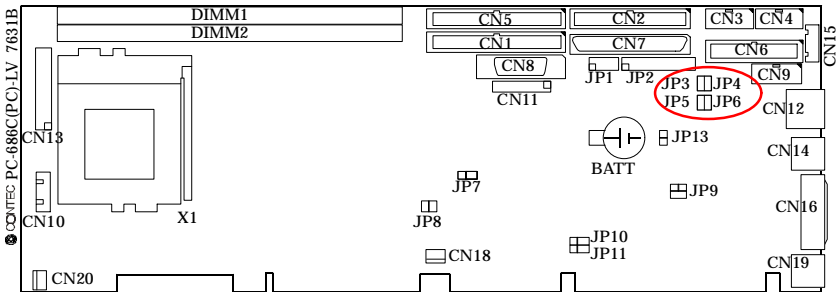 DIMM1
DIMM2
CN5
CN2
CN3
CN4
CN15
CN1
CN7
CN6
CN8
JP1
JP2
CN9
CN11
JP3
JP4
JP5
JP6
CN12
CN13
JP13
CN14
BATT
JP7
JP9
CN10
X1
JP8
CN16
JP10
JP11
CN18
CN19
CN20
CONTEC PC-686C(PC)-LV 7631B